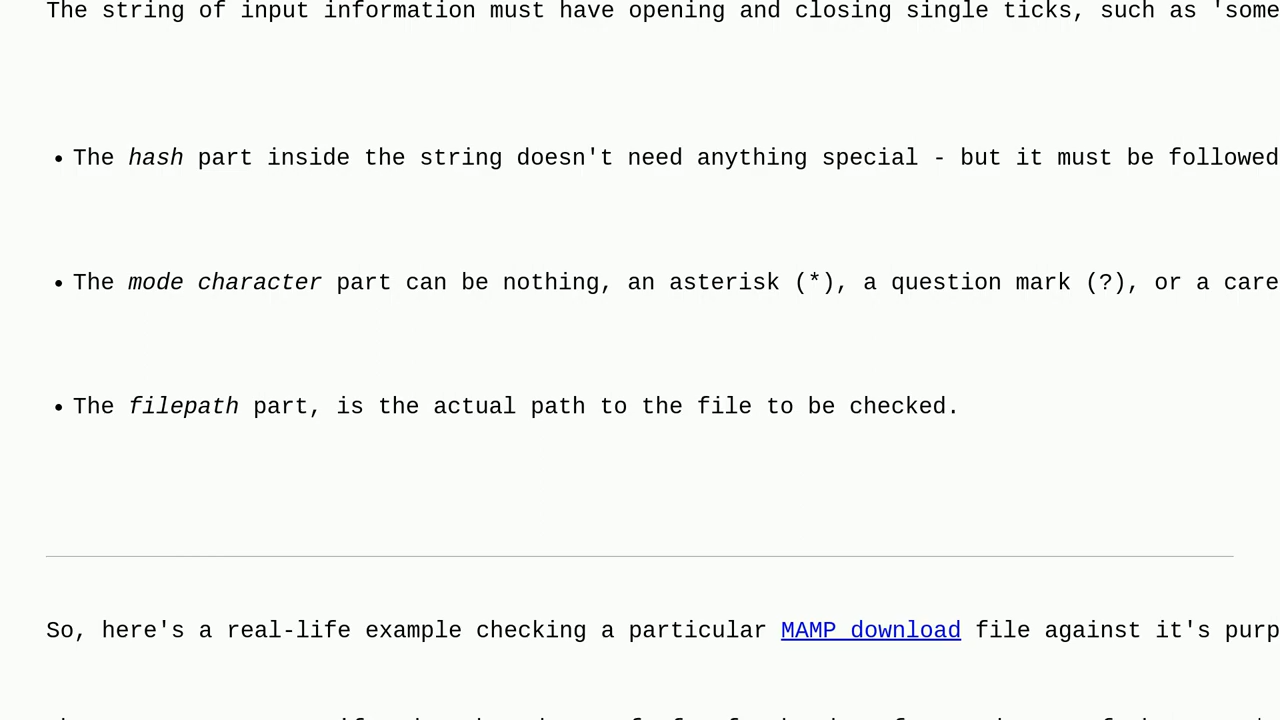 The string of input information must have opening and closing single ticks, such as 'some
• The hash part inside the string doesn't need anything special - but it must be followed
• The mode character part can be nothing, an asterisk (*), a question mark (?), or a care
• The filepath part, is the actual path to the file to be checked.
So, here's a real-life example checking a particular MAMP download file against it's purp